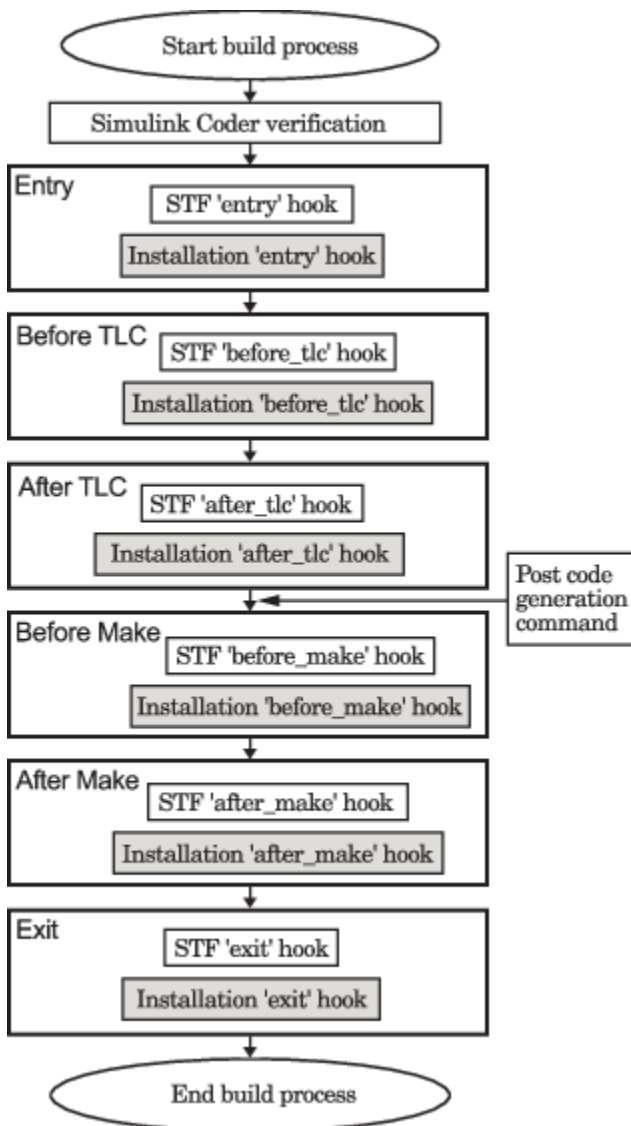 Start build process
Simulink Coder verification
Entry
STF 'entry' hook
Installation 'entry' hook
Before TLC
STF 'before_tlc' hook
Installation 'before_tlc' hook
After TLC
STF 'after_tlc' hook
Installation 'after_tlc' hook
Post code
generation
command
Before Make
STF 'before_make' hook
Installation 'before_make' hook
After Make
STF 'after_make' hook
Installation 'after_make' hook
Exit
STF 'exit' hook
Installation 'exit' hook
End build process